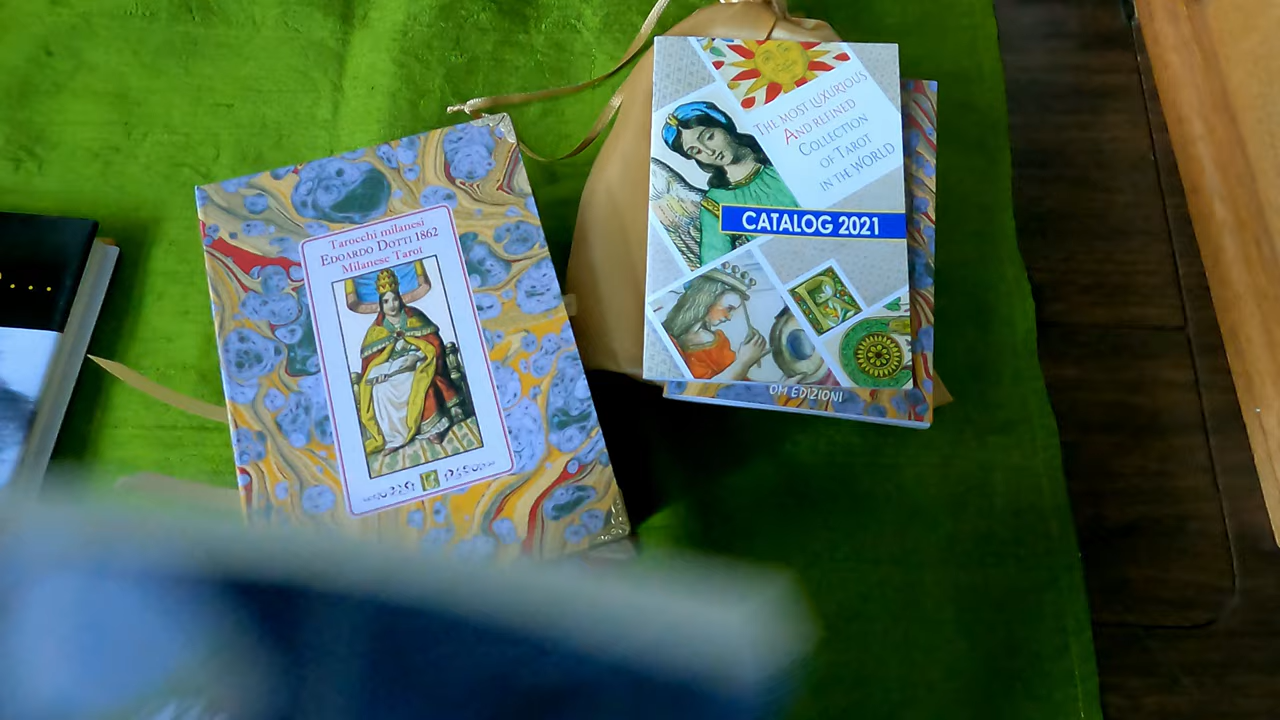 Tarocchi milanesi
EDOARDO DOTTI 1862
Milanese Tarot
THE MOST LUXURIOUS
AND REFINED
COLLECTION
OF TAROT
IN THE WORLD
CATALOG 2021
OM EDIZIONI